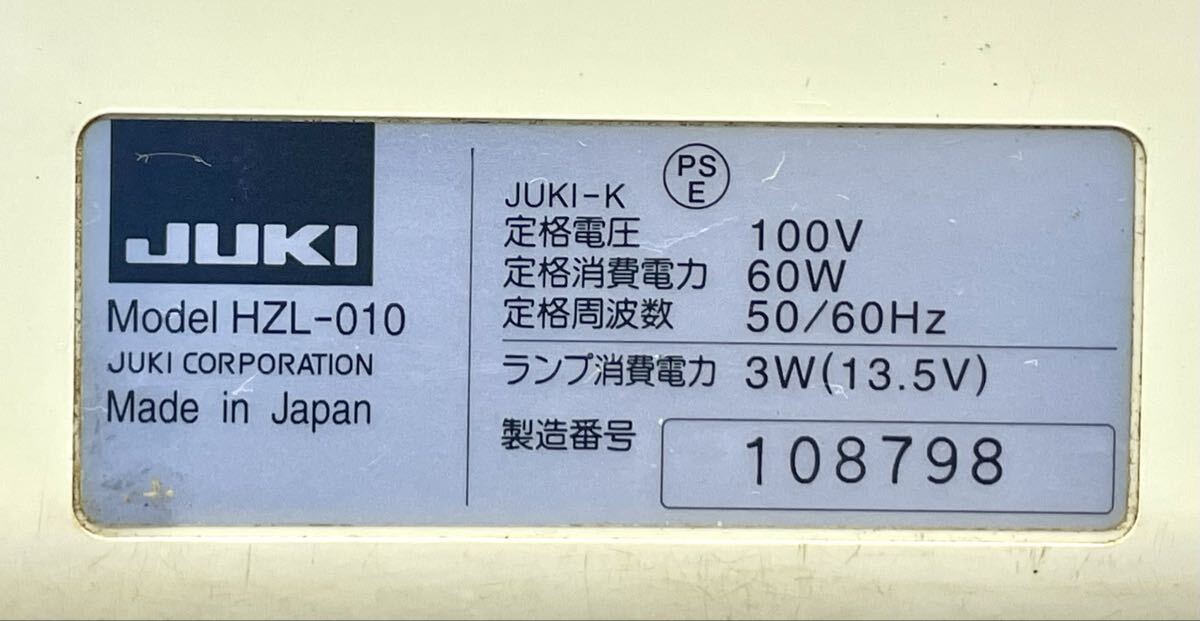 JUKI
Model HZL-010
JUKI CORPORATION
Made in Japan
PS
E
JUKI-K
定格電圧 100V
定格消費電力 60W
定格周波数 50/60Hz
ランプ消費電力 3W(13.5V)
製造番号 108798